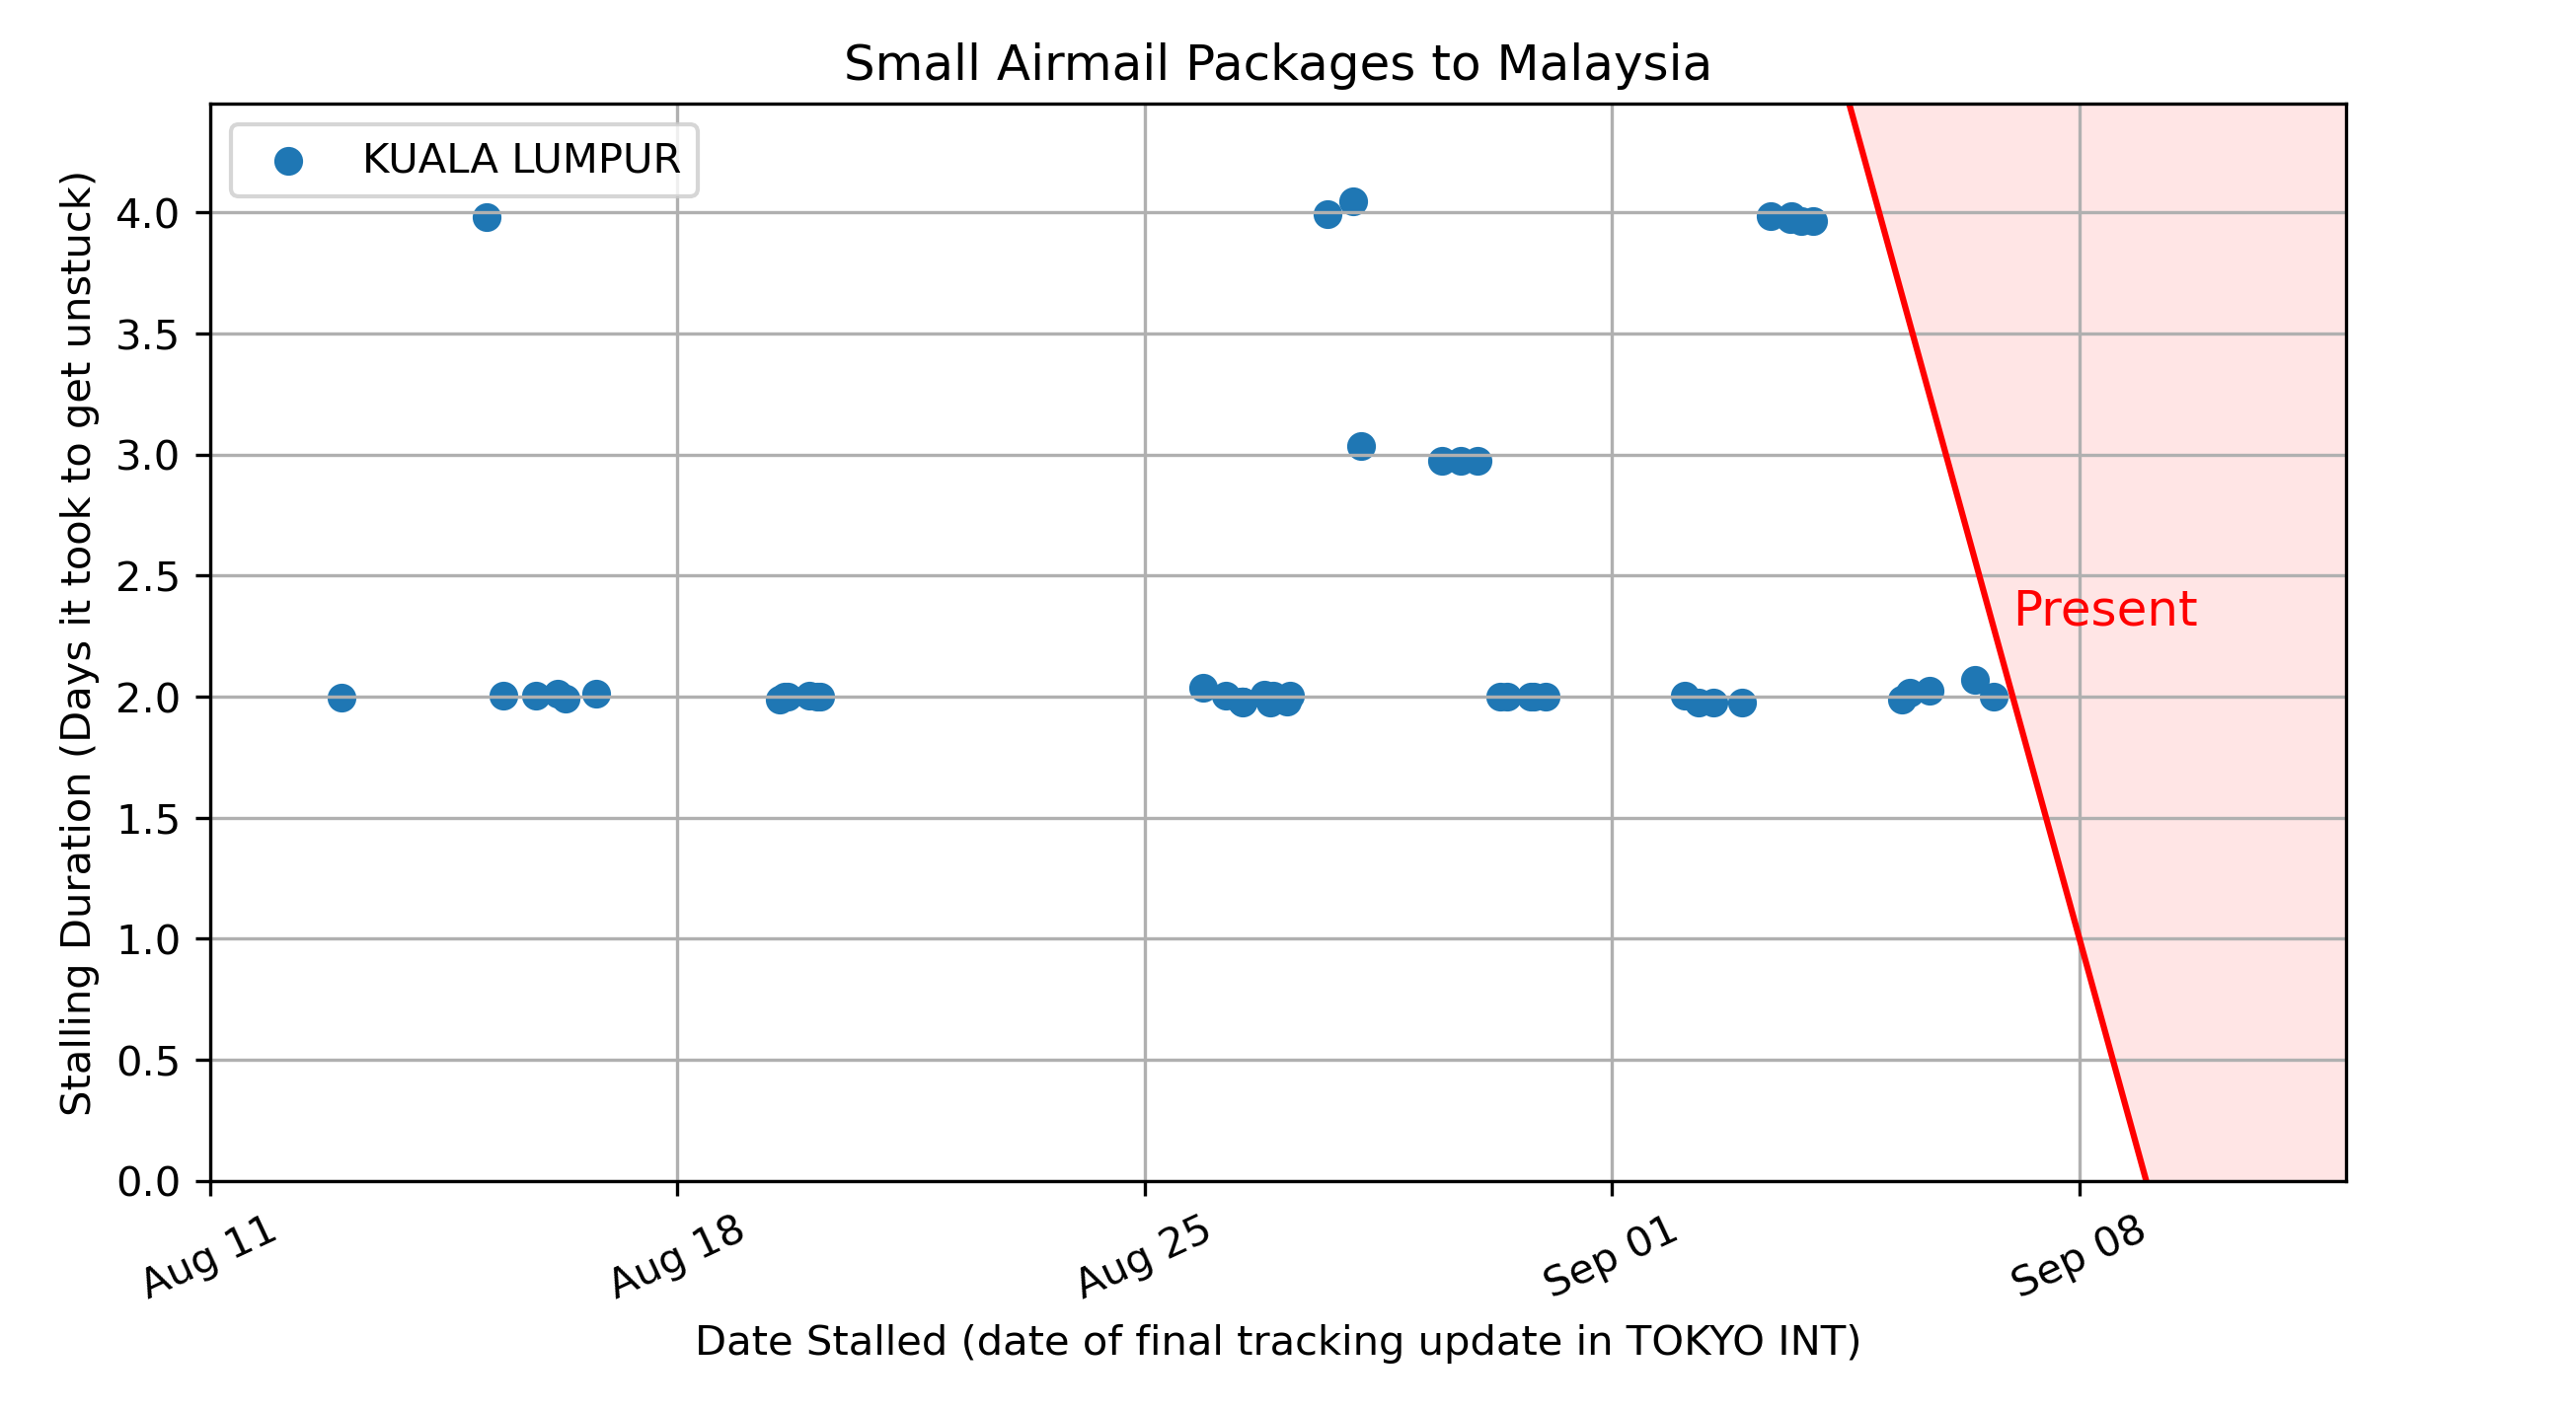 Small Airmail Packages to Malaysia
KUALA LUMPUR
Stalling Duration (Days it took to get unstuck)
4.0
3.5
3.0
2.5
2.0
1.5
1.0
0.5
0.0
Present
Aug 11
Aug 18
Aug 25
Sep 01
Sep 08
Date Stalled (date of final tracking update in TOKYO INT)